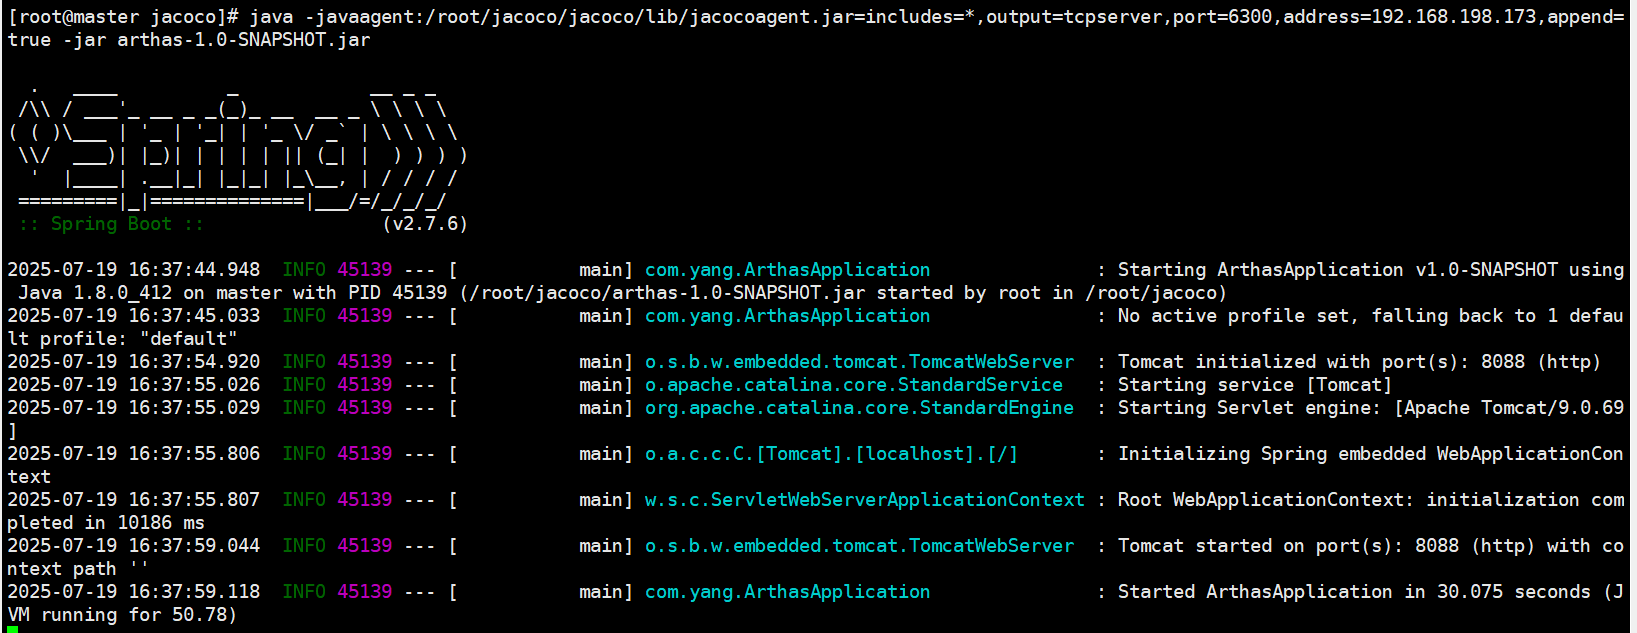 [root@master jacoco]# java -javaagent:/root/jacoco/jacoco/lib/jacocoagent.jar=includes=*,output=tcpserver,port=6300,address=192.168.198.173,append=
true -jar arthas-1.0-SNAPSHOT.jar
  .   ____          _            __ _ _
 /\\ / ___'_ __ _ _(_)_ __  __ _ \ \ \ \
( ( )\___ | '_ | '_| | '_ \/ _` | \ \ \ \
 \\/  ___)| |_)| | | | | || (_| |  ) ) ) )
  '  |____| .__|_| |_|_| |_\__, | / / / /
 =========|_|==============|___/=/_/_/_/
 :: Spring Boot ::                (v2.7.6)
2025-07-19 16:37:44.948  INFO 45139 --- [           main] com.yang.ArthasApplication               : Starting ArthasApplication v1.0-SNAPSHOT using
 Java 1.8.0_412 on master with PID 45139 (/root/jacoco/arthas-1.0-SNAPSHOT.jar started by root in /root/jacoco)
2025-07-19 16:37:45.033  INFO 45139 --- [           main] com.yang.ArthasApplication               : No active profile set, falling back to 1 defau
lt profile: "default"
2025-07-19 16:37:54.920  INFO 45139 --- [           main] o.s.b.w.embedded.tomcat.TomcatWebServer  : Tomcat initialized with port(s): 8088 (http)
2025-07-19 16:37:55.026  INFO 45139 --- [           main] o.apache.catalina.core.StandardService   : Starting service [Tomcat]
2025-07-19 16:37:55.029  INFO 45139 --- [           main] org.apache.catalina.core.StandardEngine  : Starting Servlet engine: [Apache Tomcat/9.0.69
]
2025-07-19 16:37:55.806  INFO 45139 --- [           main] o.a.c.c.C.[Tomcat].[localhost].[/]       : Initializing Spring embedded WebApplicationCon
text
2025-07-19 16:37:55.807  INFO 45139 --- [           main] w.s.c.ServletWebServerApplicationContext : Root WebApplicationContext: initialization com
pleted in 10186 ms
2025-07-19 16:37:59.044  INFO 45139 --- [           main] o.s.b.w.embedded.tomcat.TomcatWebServer  : Tomcat started on port(s): 8088 (http) with co
ntext path ''
2025-07-19 16:37:59.118  INFO 45139 --- [           main] com.yang.ArthasApplication               : Started ArthasApplication in 30.075 seconds (J
VM running for 50.78)